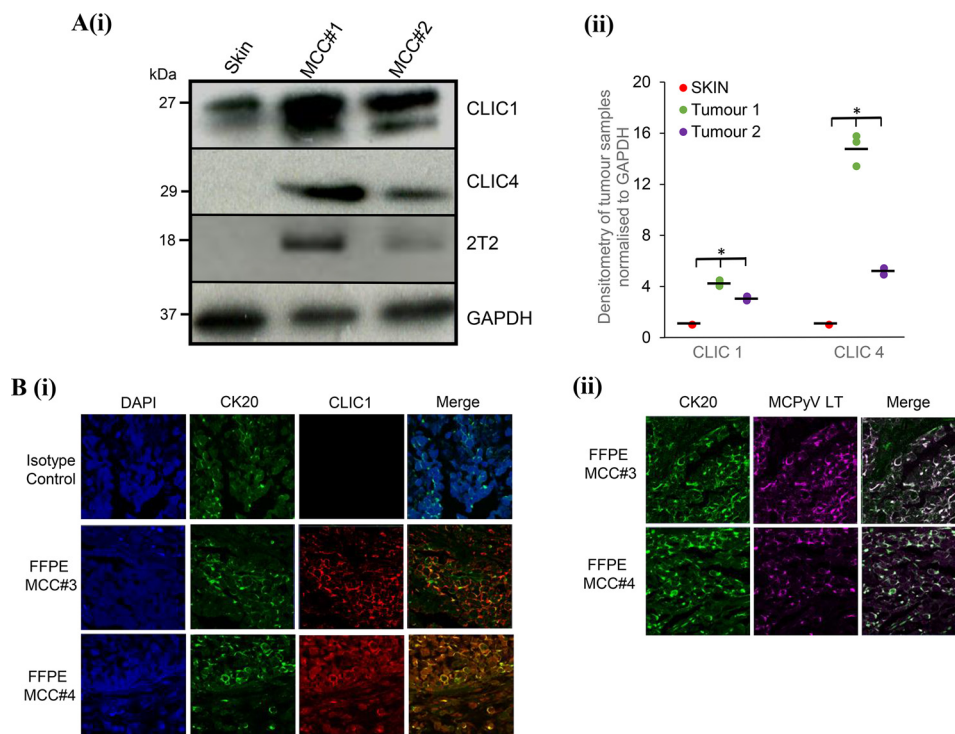 A(i)
Skin
MCC#1
MCC#2
kDa
27
CLIC1
29
CLIC4
18
2T2
37
GAPDH
(ii)
Densitometry of tumour samples
normalised to GAPDH
20
16
12
8
4
0
SKIN
Tumour 1
Tumour 2
*
*
CLIC 1
CLIC 4
B (i)
DAPI
CK20
CLIC1
Merge
Isotype
Control
FFPE
MCC#3
FFPE
MCC#4
(ii)
CK20
MCPyV LT
Merge
FFPE
MCC#3
FFPE
MCC#4